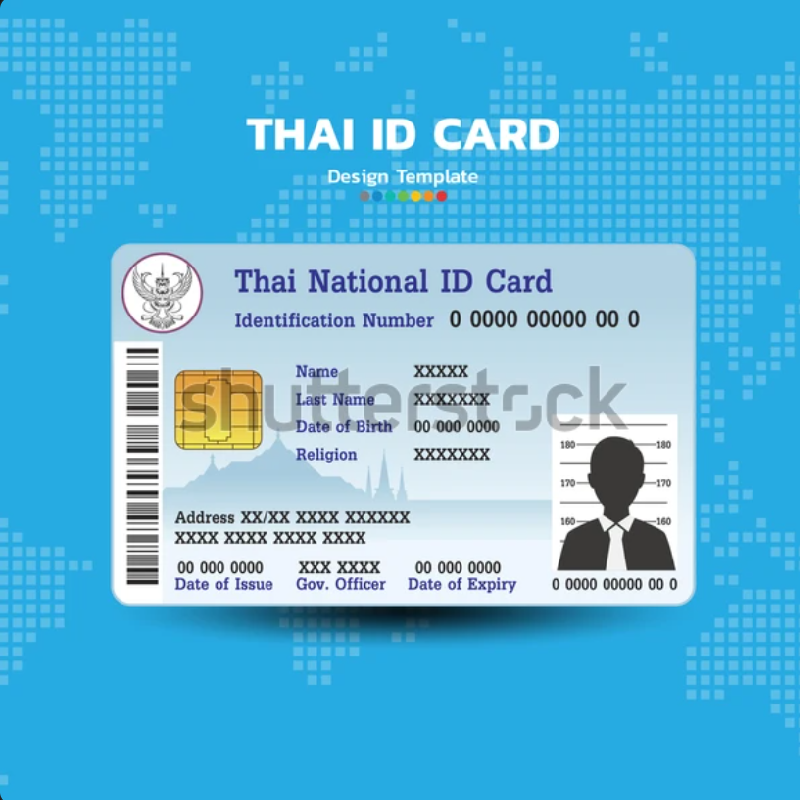 THAI ID CARD
Design Template
Thai National ID Card
Identification Number 0 0000 00000 00 0
Name XXXXX
Last Name XXXXXXX
Date of Birth 00 000 0000
Religion XXXXXXX
shutterstock
180 180
170 170
160 160
Address XX/XX XXXX XXXXXX
XXXX XXXX XXXX XXXX
00 000 0000 XXX XXXX 00 000 0000
Date of Issue Gov. Officer Date of Expiry
0 0000 00000 00 0